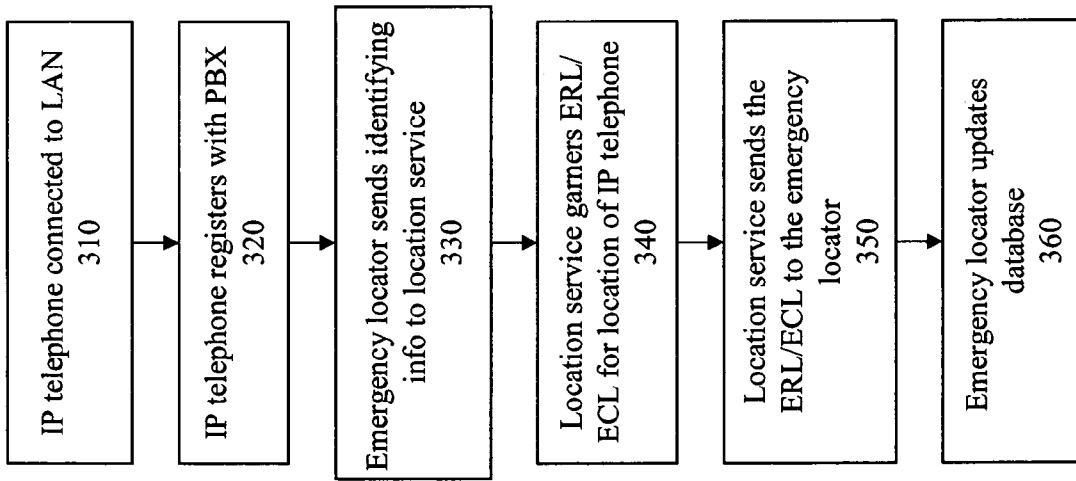 IP telephone connected to LAN
310
IP telephone registers with PBX
320
Emergency locator sends identifying
info to location service
330
Location service garners ERL/
ECL for location of IP telephone
340
Location service sends the
ERL/ECL to the emergency
locator
350
Emergency locator updates
database
360